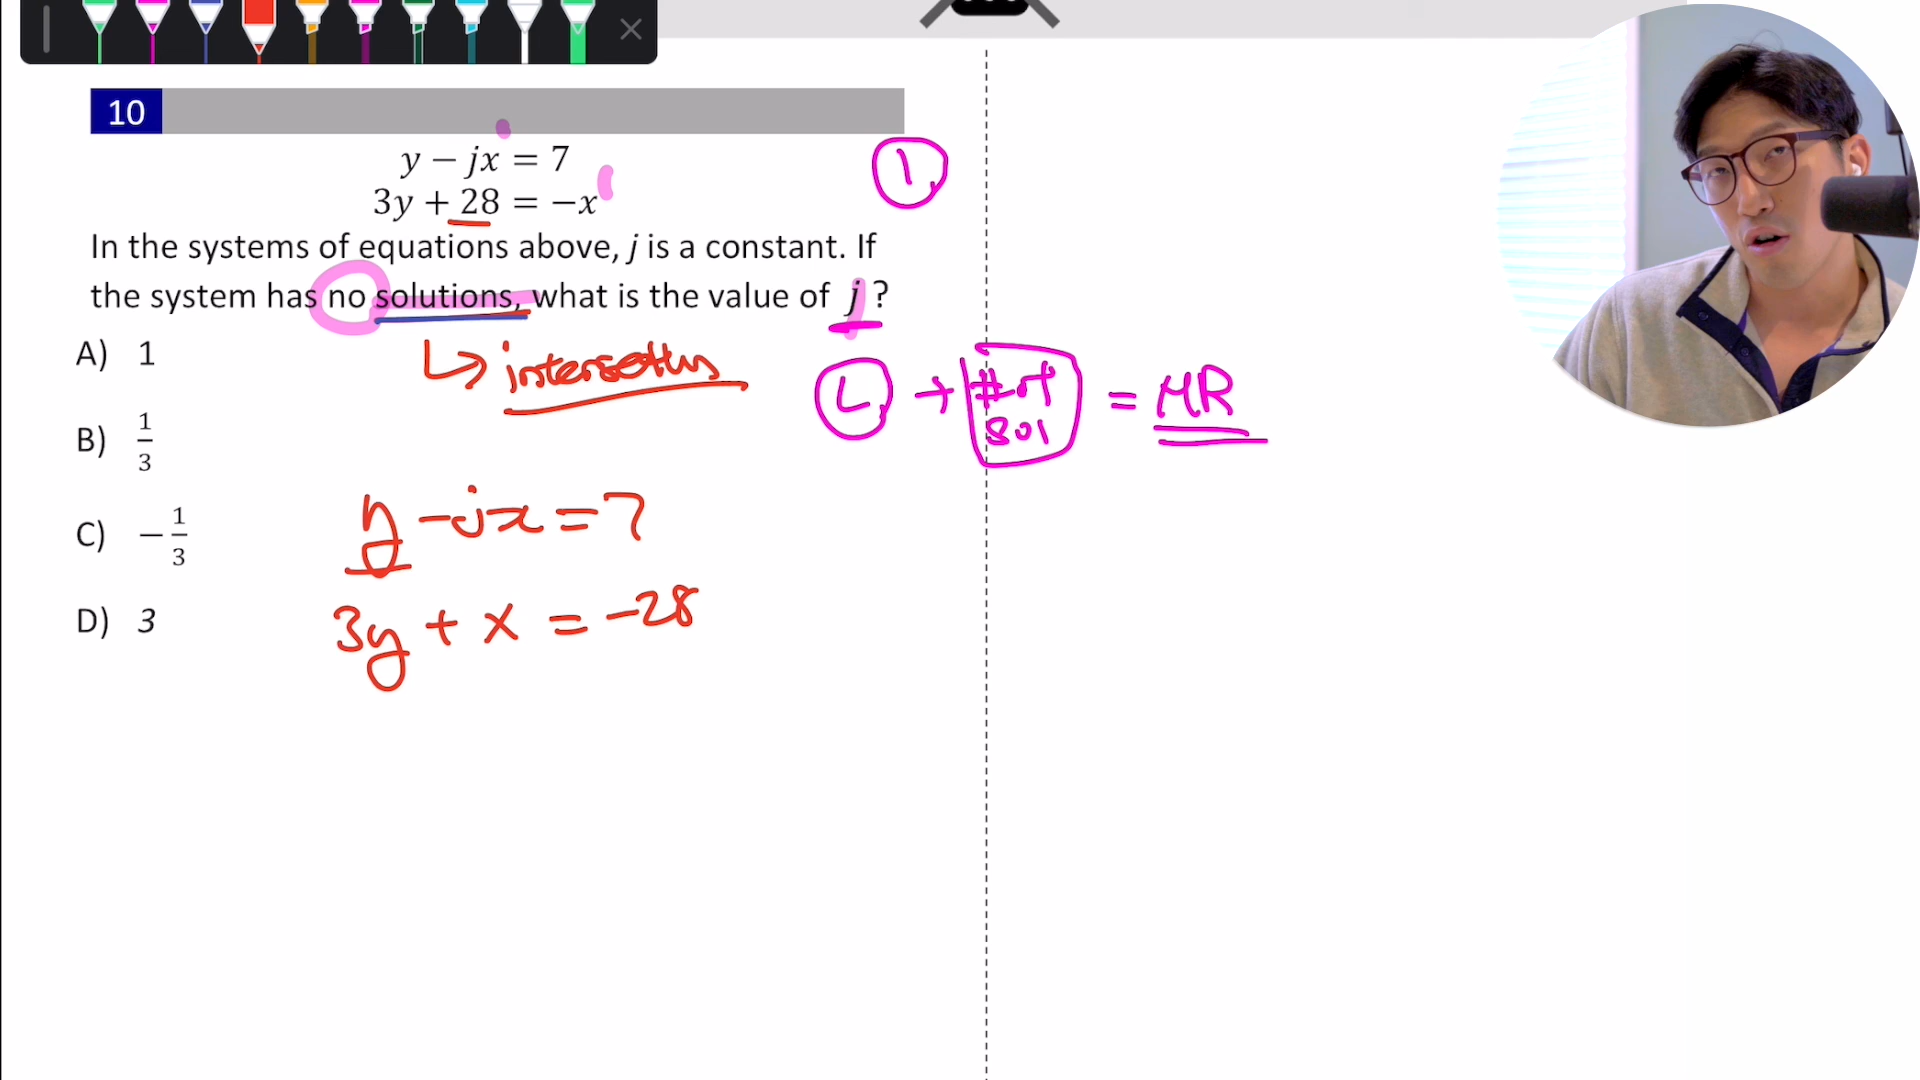 10
y − jx = 7
3y + 28 = −x
In the systems of equations above, j is a constant. If
the system has no solutions, what is the value of j ?
A) 1
B) 1/3
C) −1/3
D) 3
1
L + # of sol = MR
y − jx = 7
3y + x = −28